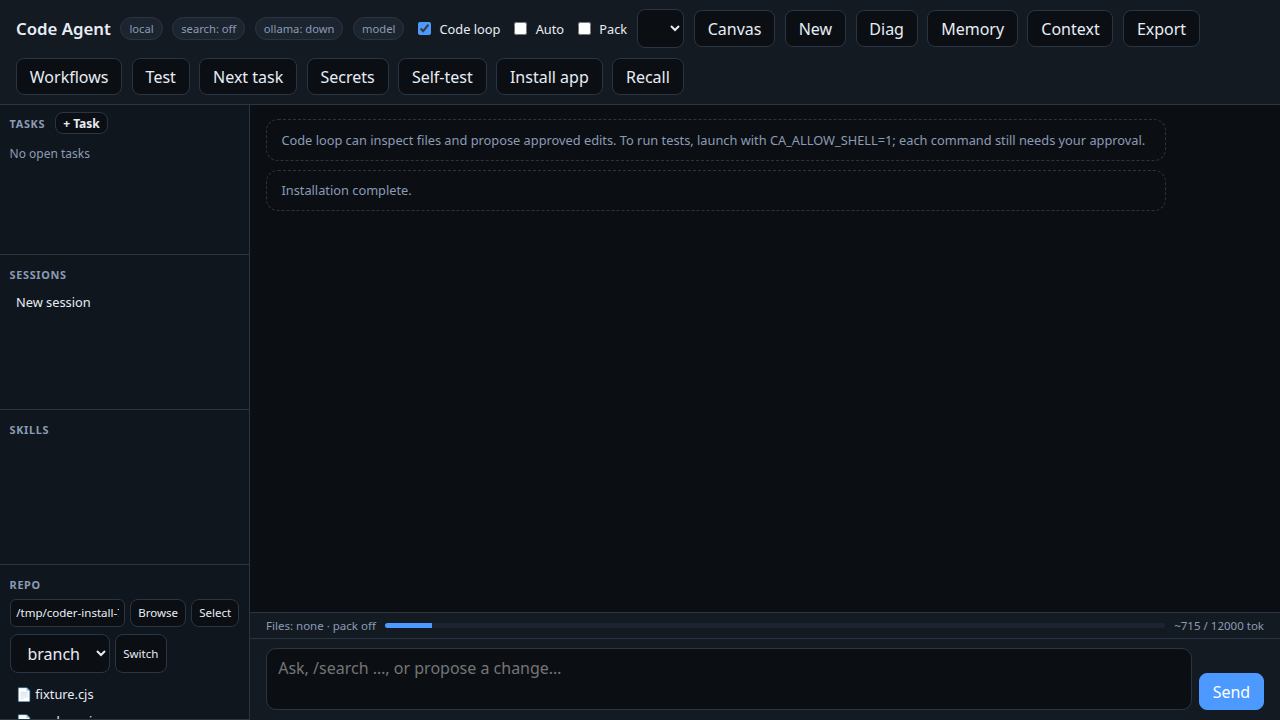 Code Agent local search: off ollama: down model Code loop Auto Pack Canvas New Diag Memory Context Export
Workflows Test Next task Secrets Self-test Install app Recall
TASKS + Task
No open tasks
SESSIONS
New session
SKILLS
REPO
/tmp/coder-install- Browse Select
branch Switch
fixture.cjs
Code loop can inspect files and propose approved edits. To run tests, launch with CA_ALLOW_SHELL=1; each command still needs your approval.
Installation complete.
Files: none · pack off ~715 / 12000 tok
Ask, /search ..., or propose a change...
Send